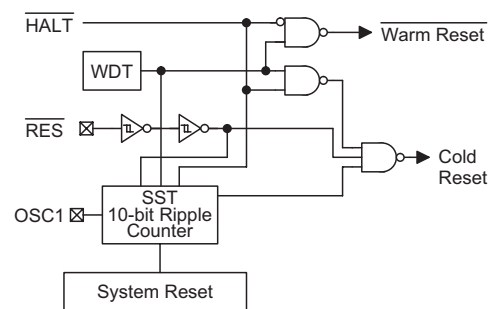 HALT
Warm Reset
WDT
RES
Cold
Reset
SST
10-bit Ripple
Counter
OSC1
System Reset